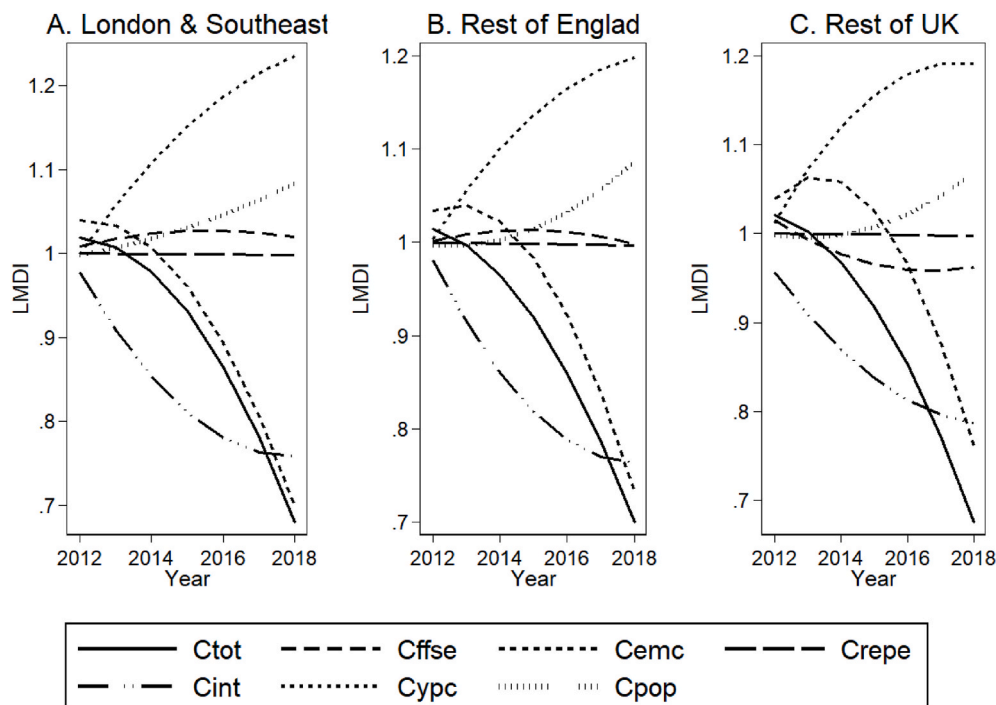 A. London & Southeast
B. Rest of Englad
C. Rest of UK
LMDI
1.2
1.1
1
.9
.8
.7
2012 2014 2016 2018
Year
LMDI
1.2
1.1
1
.9
.8
.7
2012 2014 2016 2018
Year
LMDI
1.2
1.1
1
.9
.8
.7
2012 2014 2016 2018
Year
Ctot Cffse Cemc Crepe
Cint Cypc Cpop